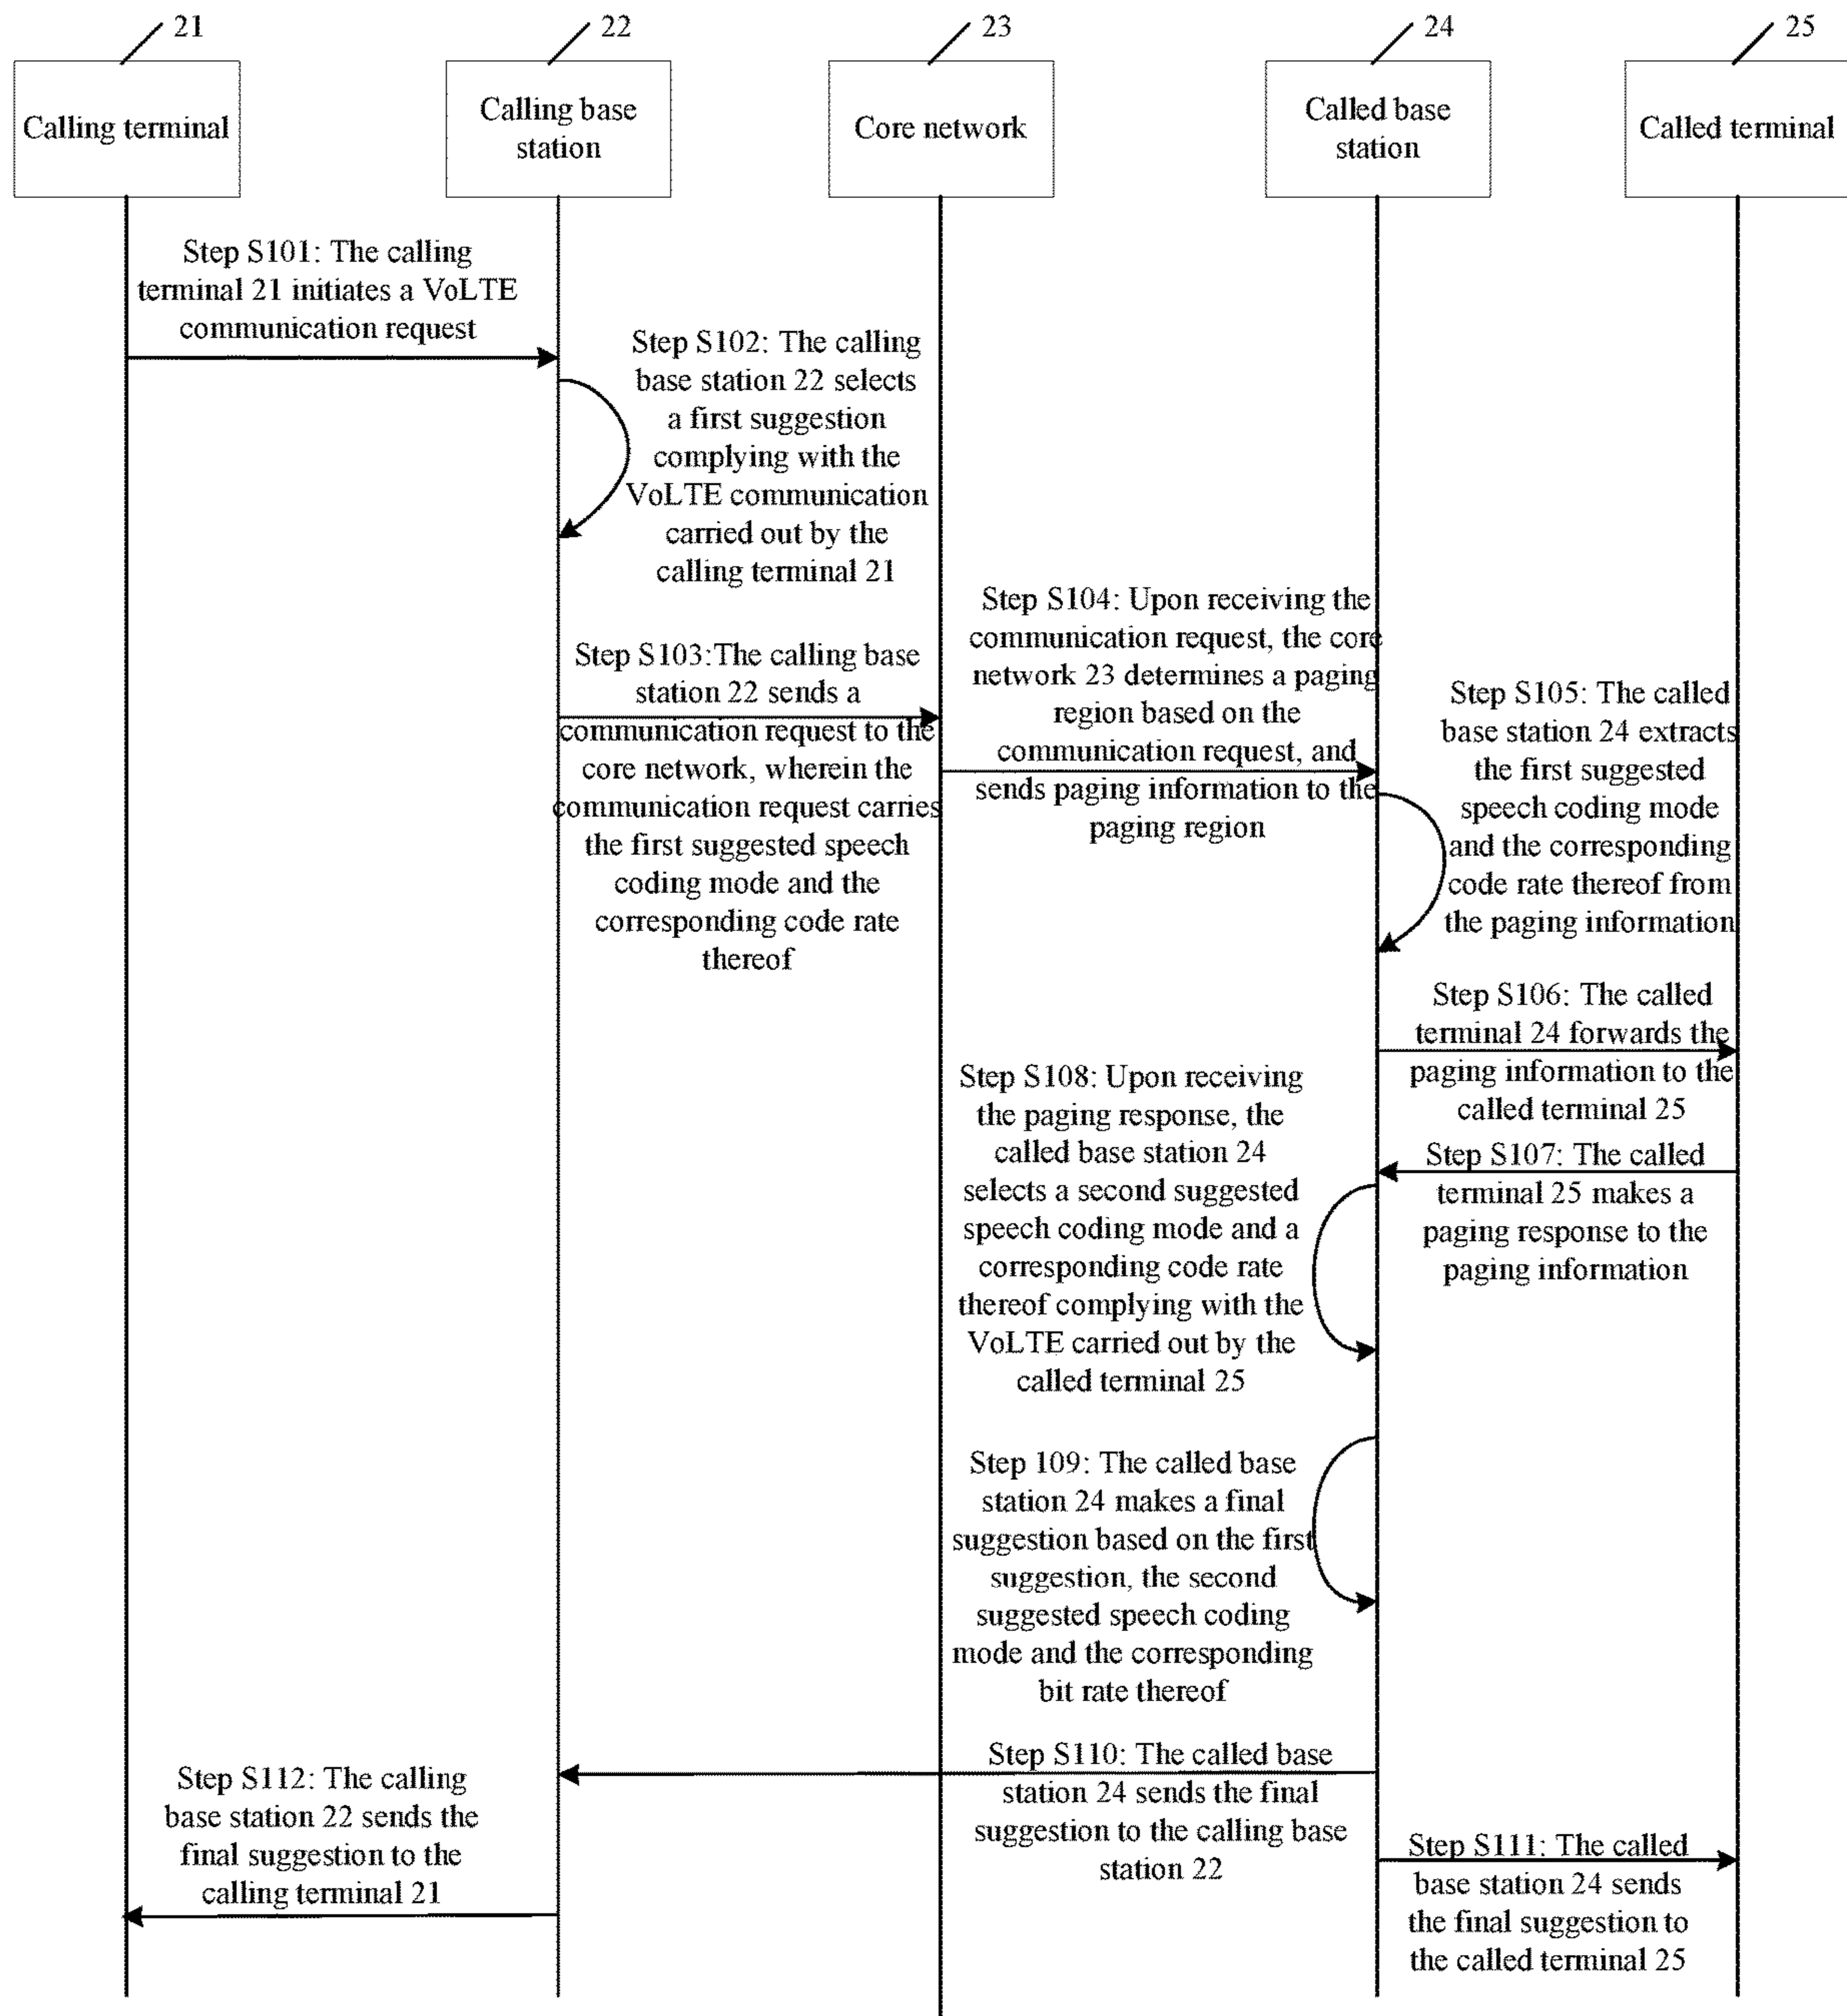 21
22
23
24
25
Calling terminal
Calling base
station
Core network
Called base
station
Called terminal
Step S101: The calling
terminal 21 initiates a VoLTE
communication request
Step S102: The calling
base station 22 selects
a first suggestion
complying with the
VoLTE communication
carried out by the
calling terminal 21
Step S103:The calling base
station 22 sends a
communication request to the
core network, wherein the
communication request carries
the first suggested speech
coding mode and the
corresponding code rate
thereof
Step S104: Upon receiving the
communication request, the core
network 23 determines a paging
region based on the
communication request, and
sends paging information to the
paging region
Step S105: The called
base station 24 extracts
the first suggested
speech coding mode
and the corresponding
code rate thereof from
the paging information
Step S106: The called
terminal 24 forwards the
paging information to the
called terminal 25
Step S107: The called
terminal 25 makes a
paging response to the
paging information
Step S108: Upon receiving
the paging response, the
called base station 24
selects a second suggested
speech coding mode and a
corresponding code rate
thereof complying with the
VoLTE carried out by the
called terminal 25
Step 109: The called base
station 24 makes a final
suggestion based on the first
suggestion, the second
suggested speech coding
mode and the corresponding
bit rate thereof
Step S110: The called base
station 24 sends the final
suggestion to the calling base
station 22
Step S111: The called
base station 24 sends
the final suggestion to
the called terminal 25
Step S112: The calling
base station 22 sends the
final suggestion to the
calling terminal 21